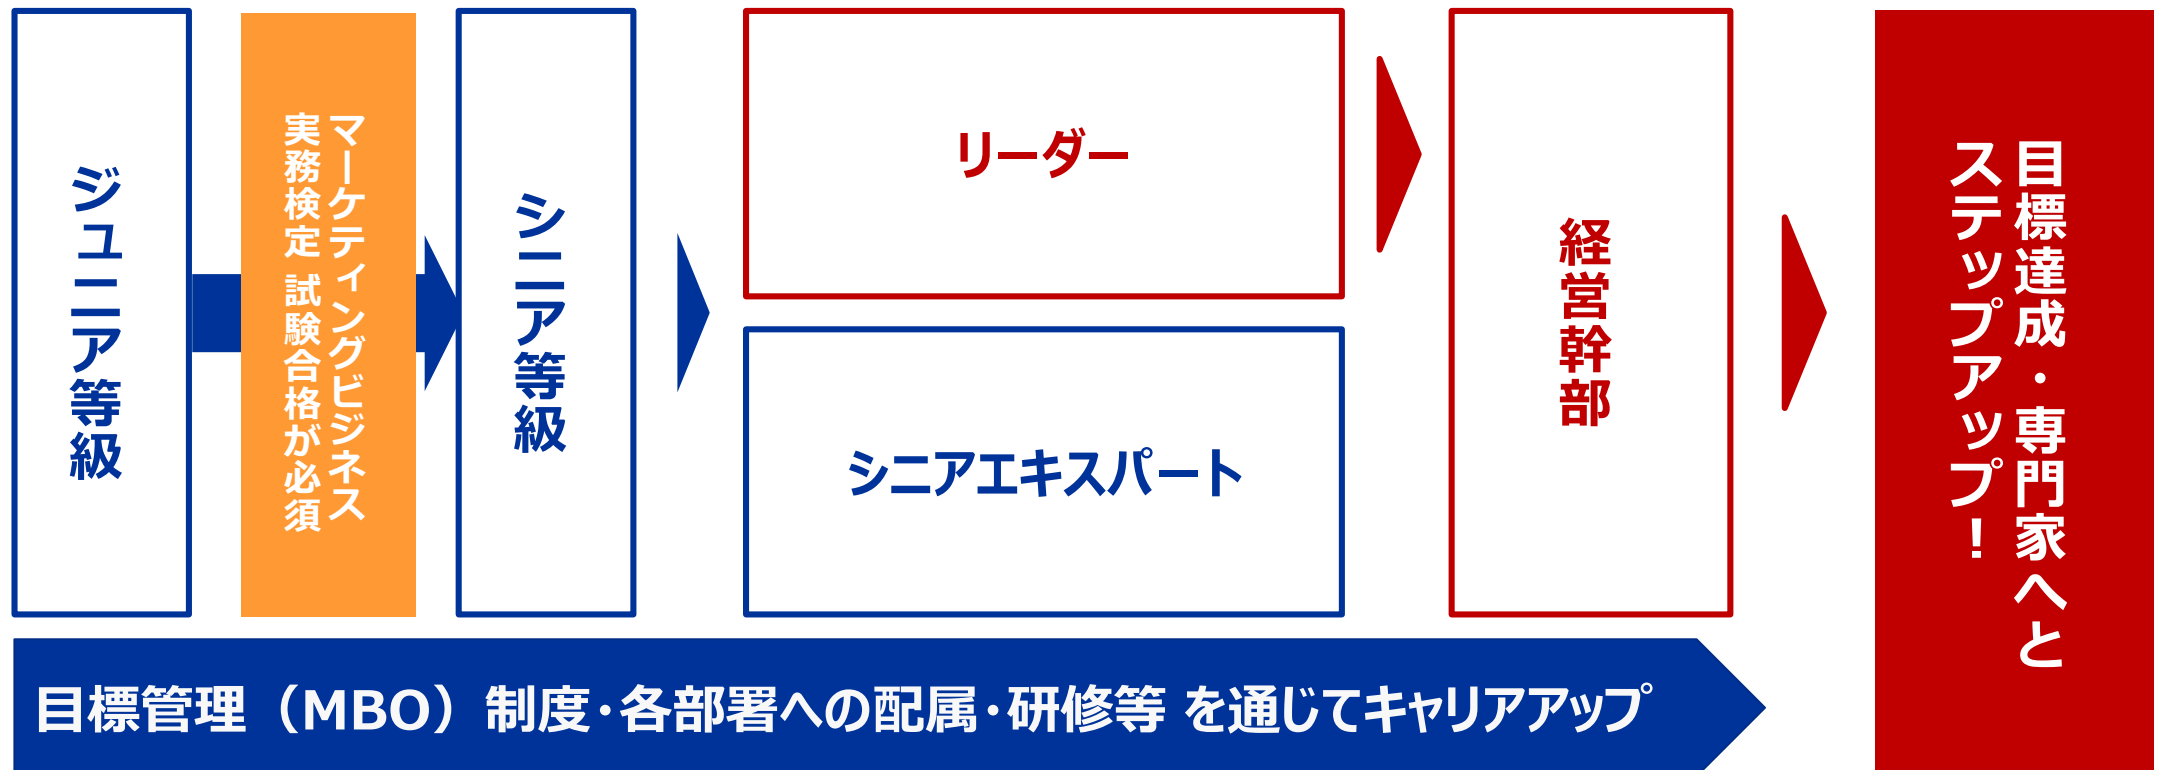 ジュニア等級
マーケティングビジネス
実務検定 試験合格が必須
シニア等級
リーダー
シニアエキスパート
経営幹部
目標達成・専門家へと
ステップアップ！
目標管理（MBO）制度・各部署への配属・研修等 を通じてキャリアアップ